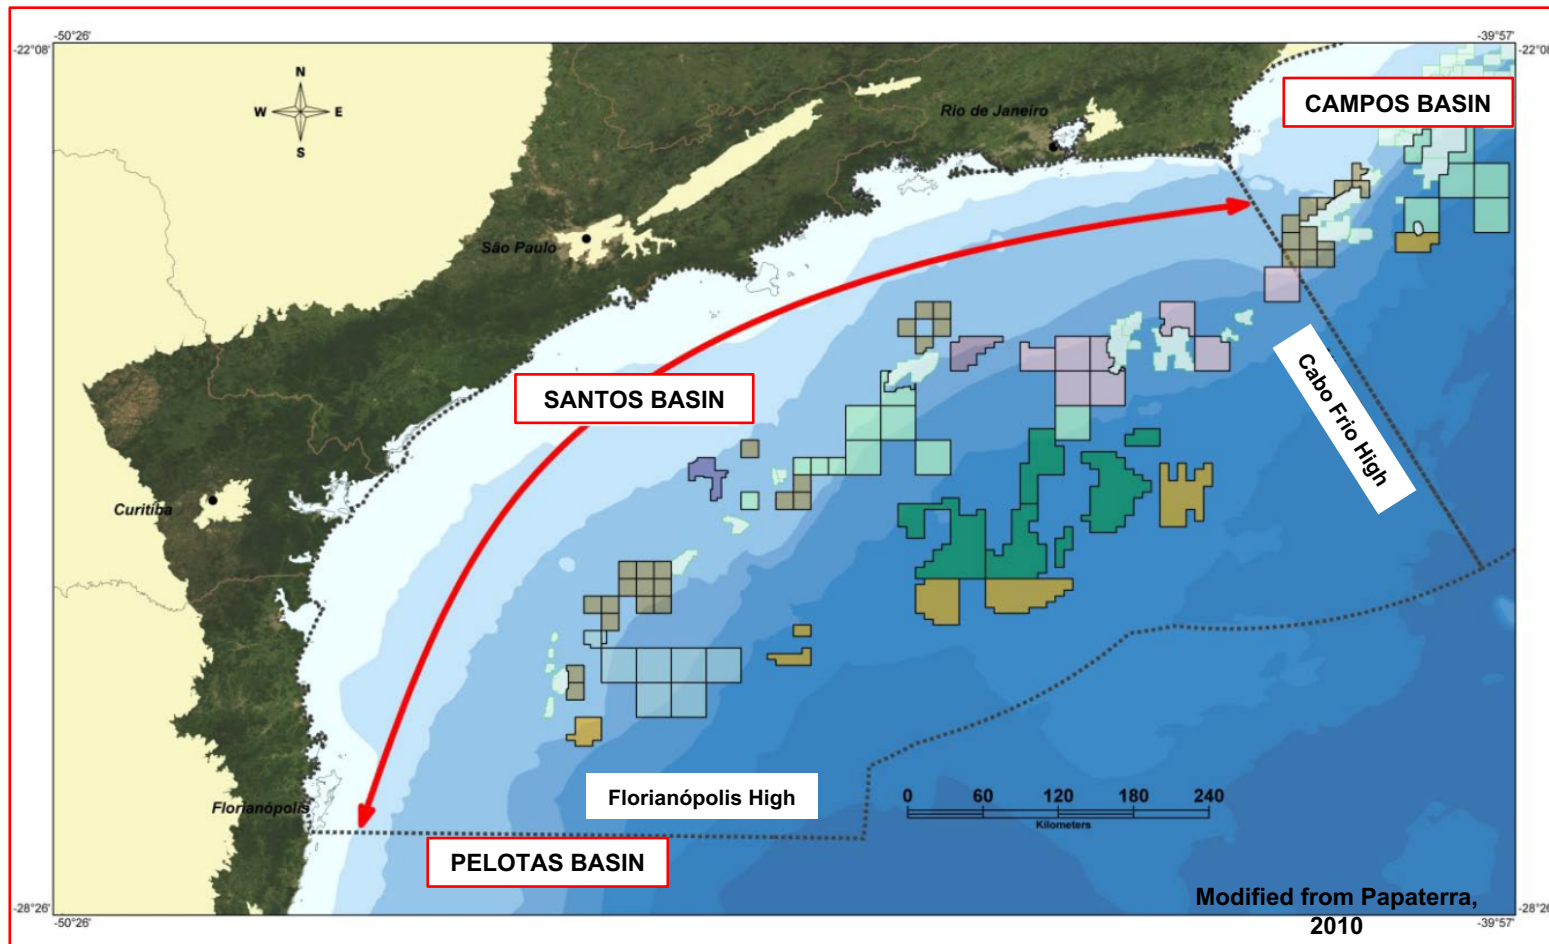 -50°26'
-39°57'
-22°08'
-22°08
N
W
E
S
CAMPOS BASIN
Rio de Janeiro
São Paulo
SANTOS BASIN
Cabo Frio High
Curitiba
Florianópolis High
0 60 120 180 240
Kilometers
Florianópolis
PELOTAS BASIN
Modified from Papaterra,
2010
-28°26'
-28°26
-50°26'
-39°57'